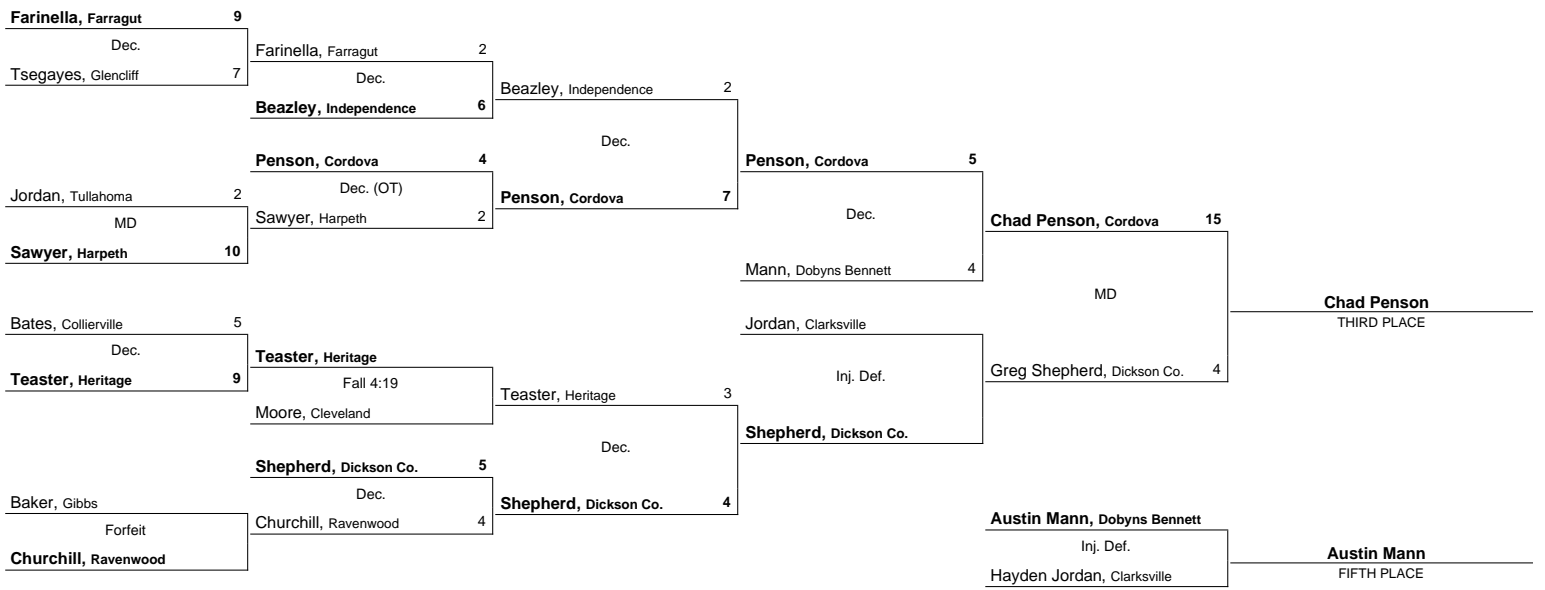 Farinella, Farragut 9
Dec.
Tsegayes, Glencliff 7
Jordan, Tullahoma 2
MD
Sawyer, Harpeth 10
Bates, Collierville 5
Dec.
Teaster, Heritage 9
Baker, Gibbs
Forfeit
Churchill, Ravenwood
Farinella, Farragut 2
Dec.
Beazley, Independence 6
Penson, Cordova 4
Dec. (OT)
Sawyer, Harpeth 2
Teaster, Heritage
Fall 4:19
Moore, Cleveland
Shepherd, Dickson Co. 5
Dec.
Churchill, Ravenwood 4
Beazley, Independence 2
Dec.
Penson, Cordova 7
Teaster, Heritage 3
Dec.
Shepherd, Dickson Co. 4
Penson, Cordova 5
Dec.
Mann, Dobyns Bennett 4
Jordan, Clarksville
Inj. Def.
Shepherd, Dickson Co.
Chad Penson, Cordova 15
MD
Greg Shepherd, Dickson Co. 4
Chad Penson
THIRD PLACE
Austin Mann, Dobyns Bennett
Inj. Def.
Hayden Jordan, Clarksville
Austin Mann
FIFTH PLACE